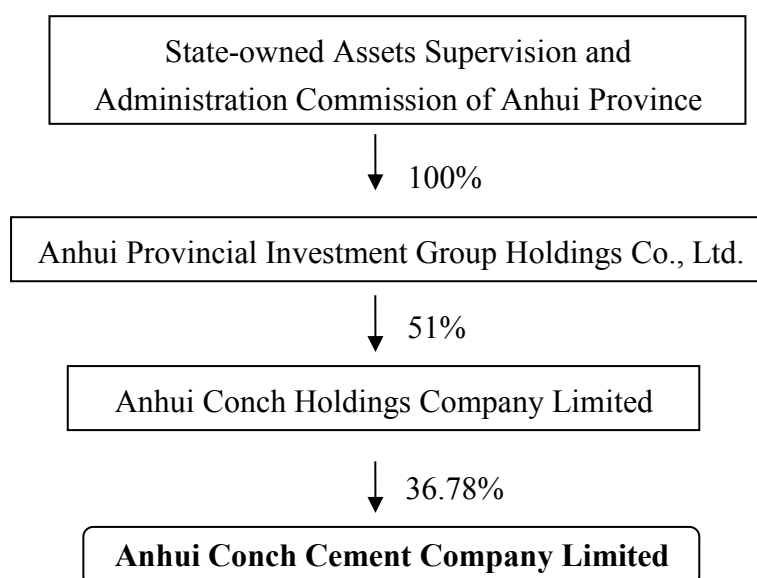 State-owned Assets Supervision and
Administration Commission of Anhui Province
100%
Anhui Provincial Investment Group Holdings Co., Ltd.
51%
Anhui Conch Holdings Company Limited
36.78%
Anhui Conch Cement Company Limited